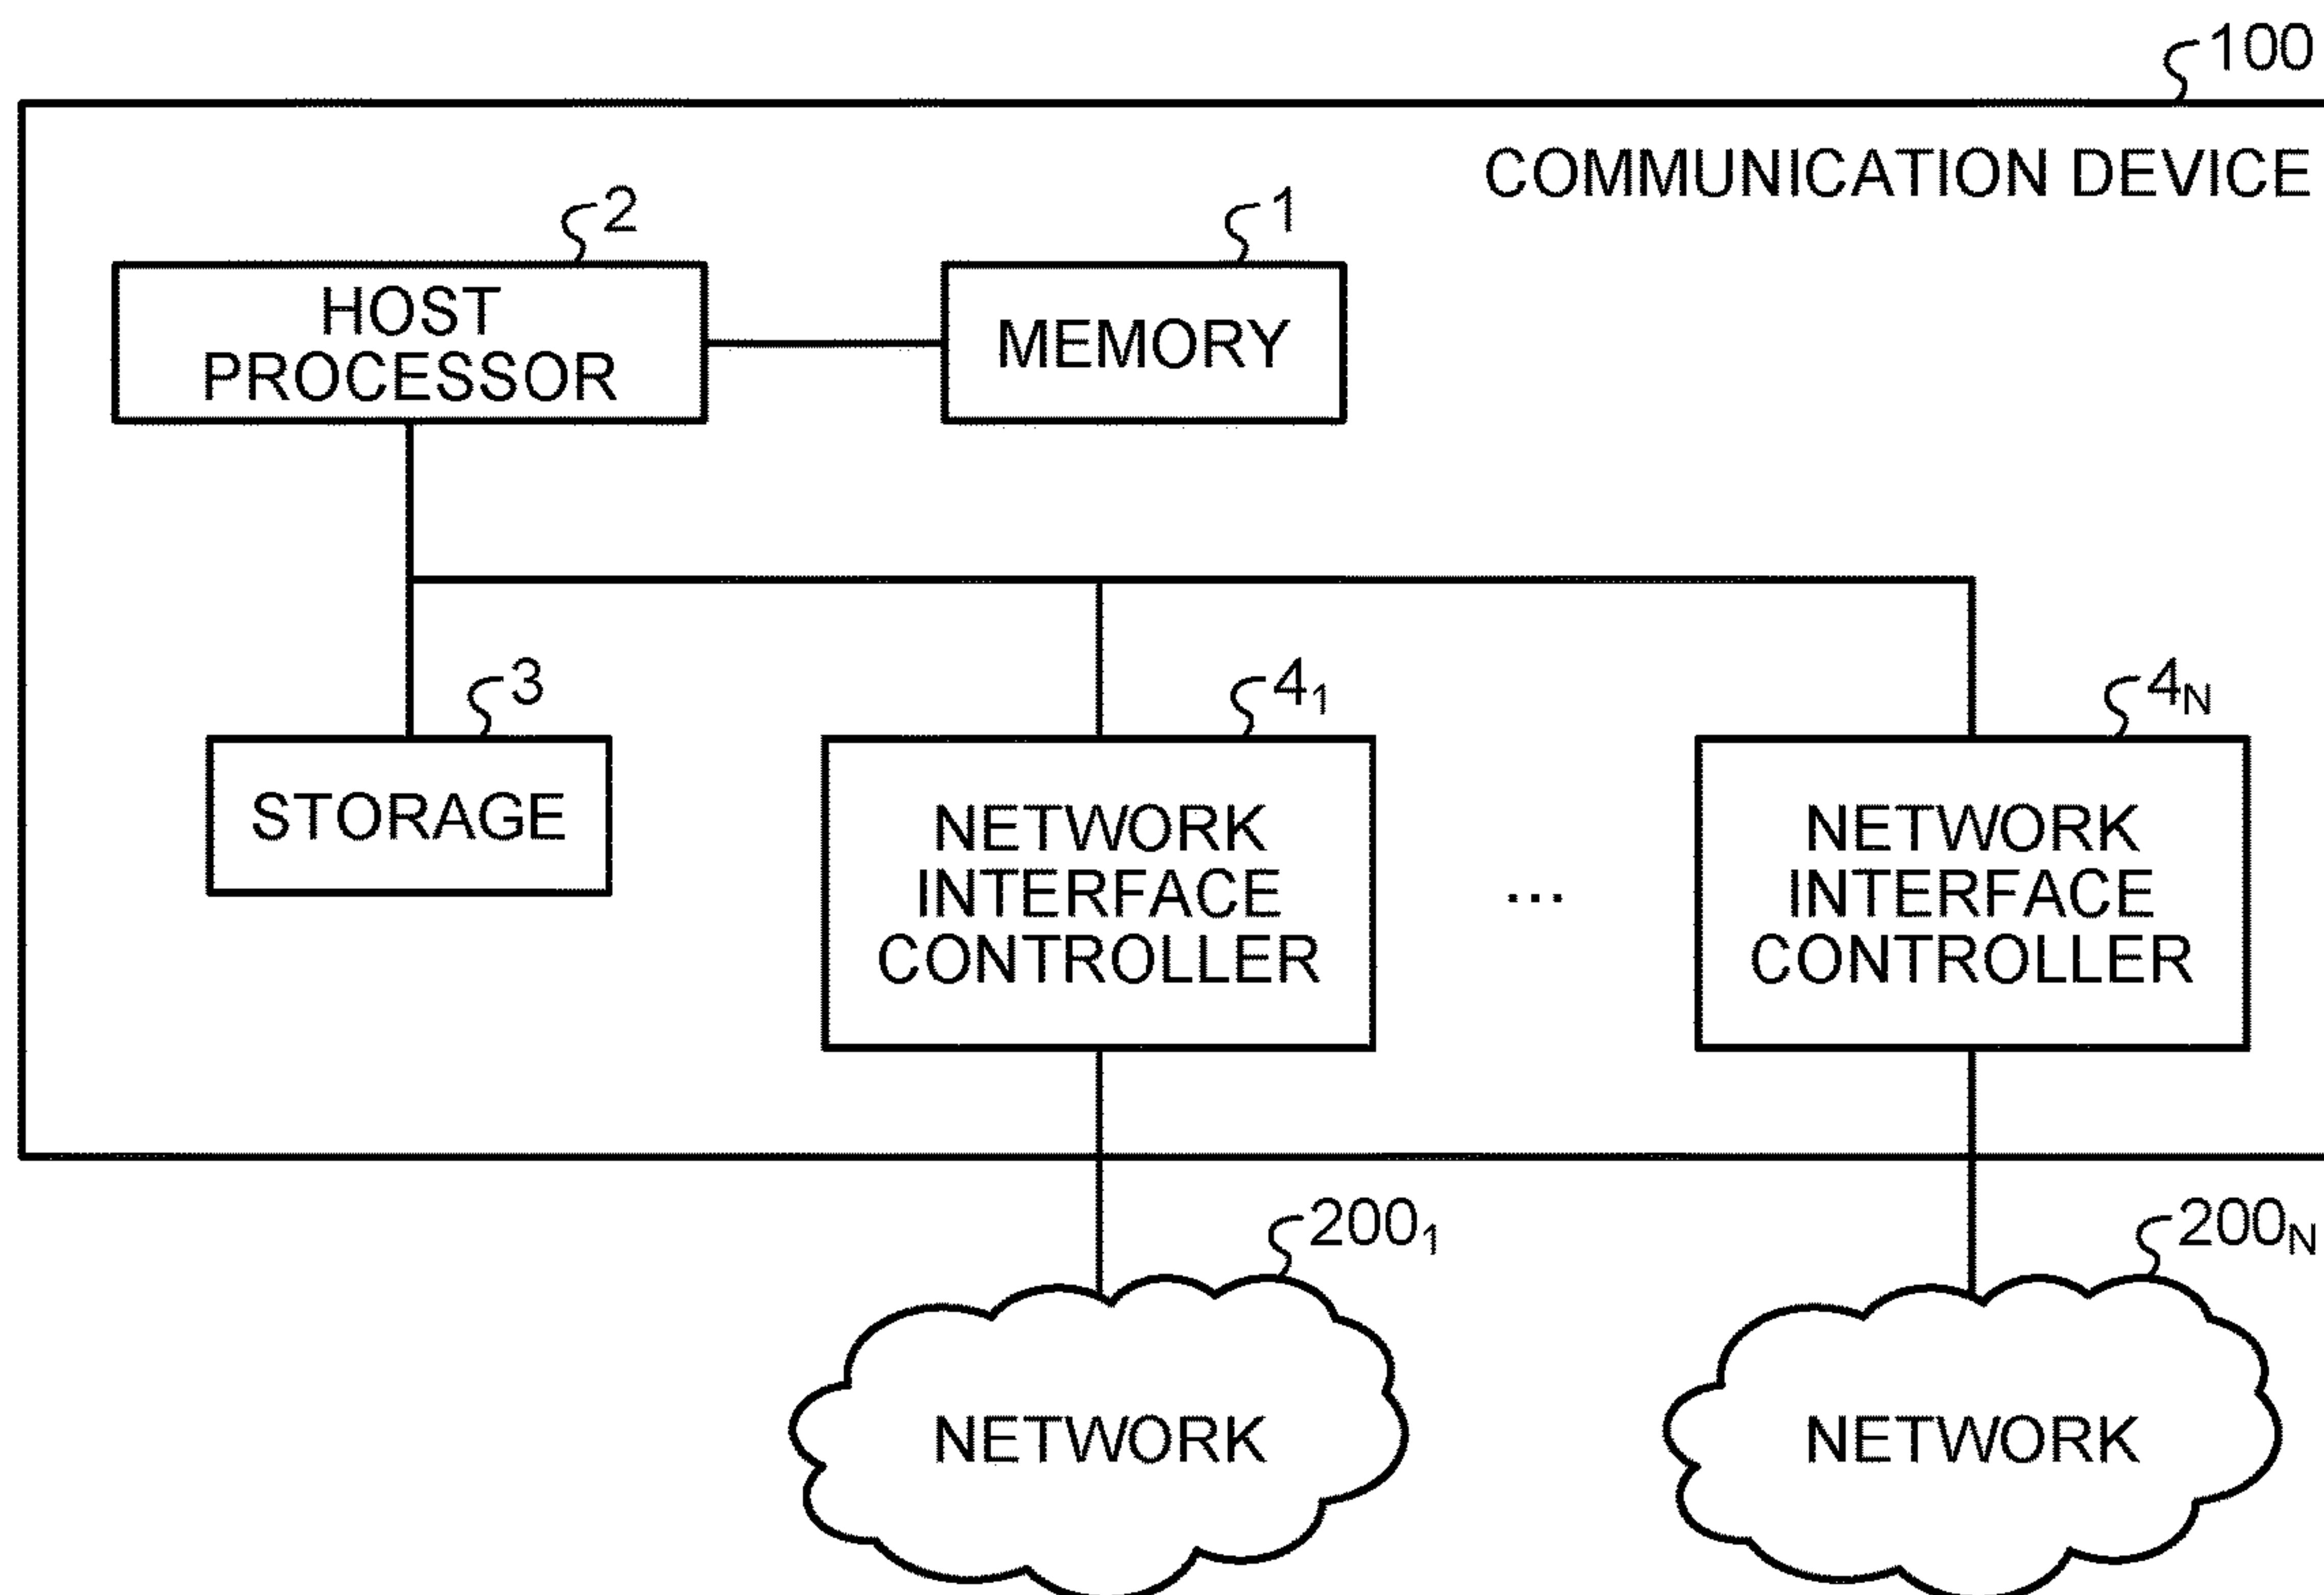 100
COMMUNICATION DEVICE
2
1
HOST
PROCESSOR
MEMORY
3
4₁
4N
STORAGE
NETWORK
INTERFACE
CONTROLLER
...
NETWORK
INTERFACE
CONTROLLER
200₁
200N
NETWORK
NETWORK